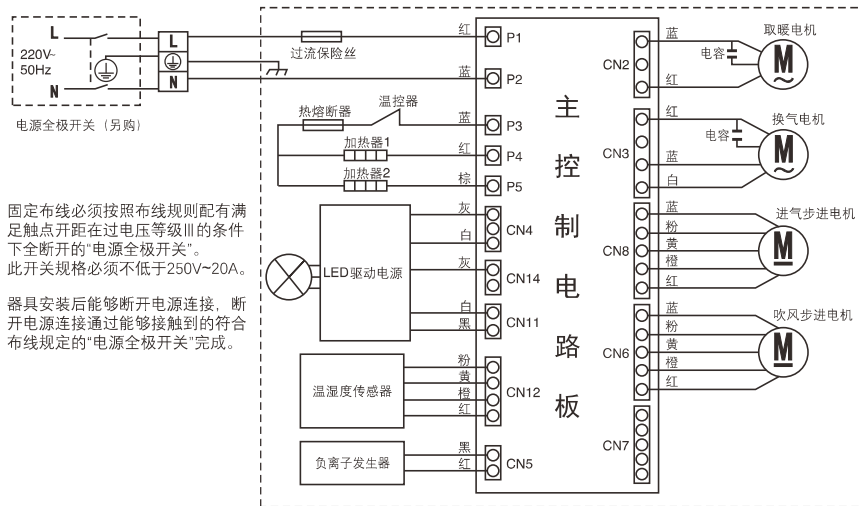 L
220V~
50Hz
N
电源全极开关（另购）
L
N
过流保险丝
红
P1
蓝
P2
热熔断器
温控器
蓝
P3
加热器1
红
P4
加热器2
棕
P5
灰
白
CN4
LED驱动电源
灰
CN14
白
黑
CN11
温湿度传感器
粉
黄
橙
红
CN12
负离子发生器
黑
红
CN5
主控制电路板
CN2
蓝
红
电容
取暖电机
M
~
CN3
红
蓝
白
电容
换气电机
M
~
CN8
蓝
粉
黄
橙
红
进气步进电机
M
CN6
蓝
粉
黄
橙
红
吹风步进电机
M
CN7
固定布线必须按照布线规则配有满
足触点开距在过电压等级Ⅲ的条件
下全断开的“电源全极开关”。
此开关规格必须不低于250V~20A。
器具安装后能够断开电源连接，断
开电源连接通过能够接触到的符合
布线规定的“电源全极开关”完成。